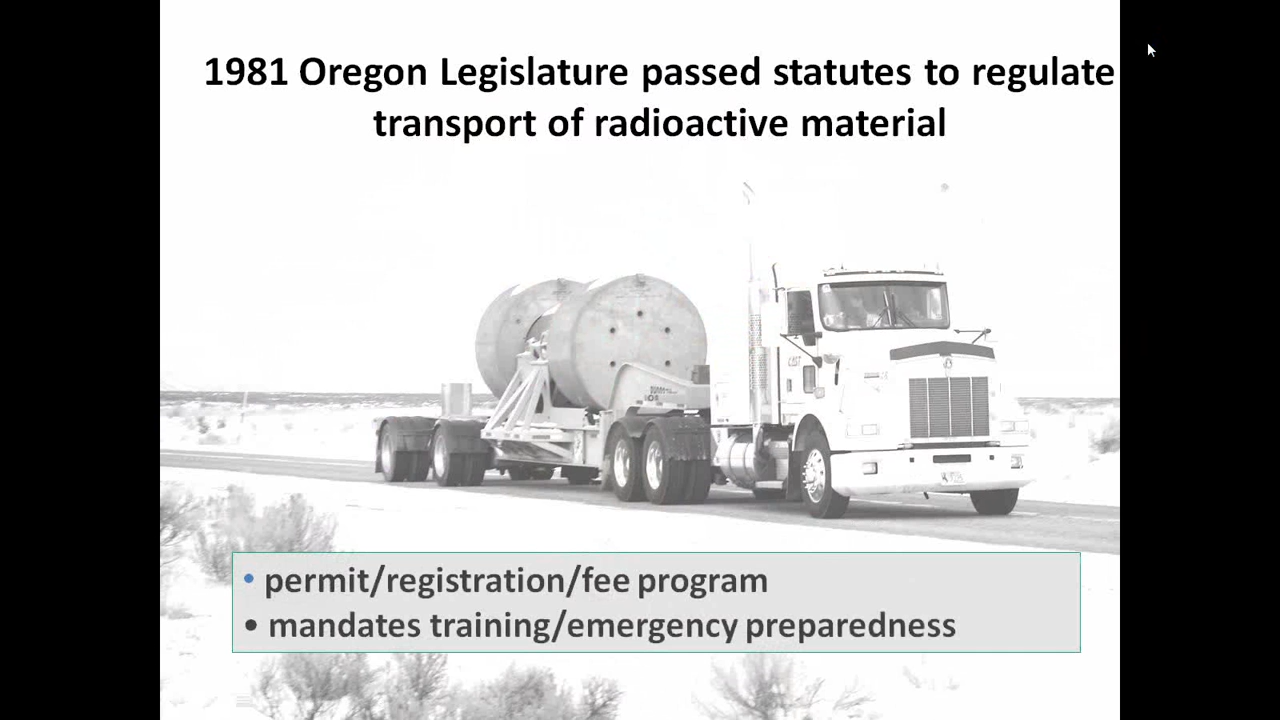 1981 Oregon Legislature passed statutes to regulate
transport of radioactive material
• permit/registration/fee program
• mandates training/emergency preparedness